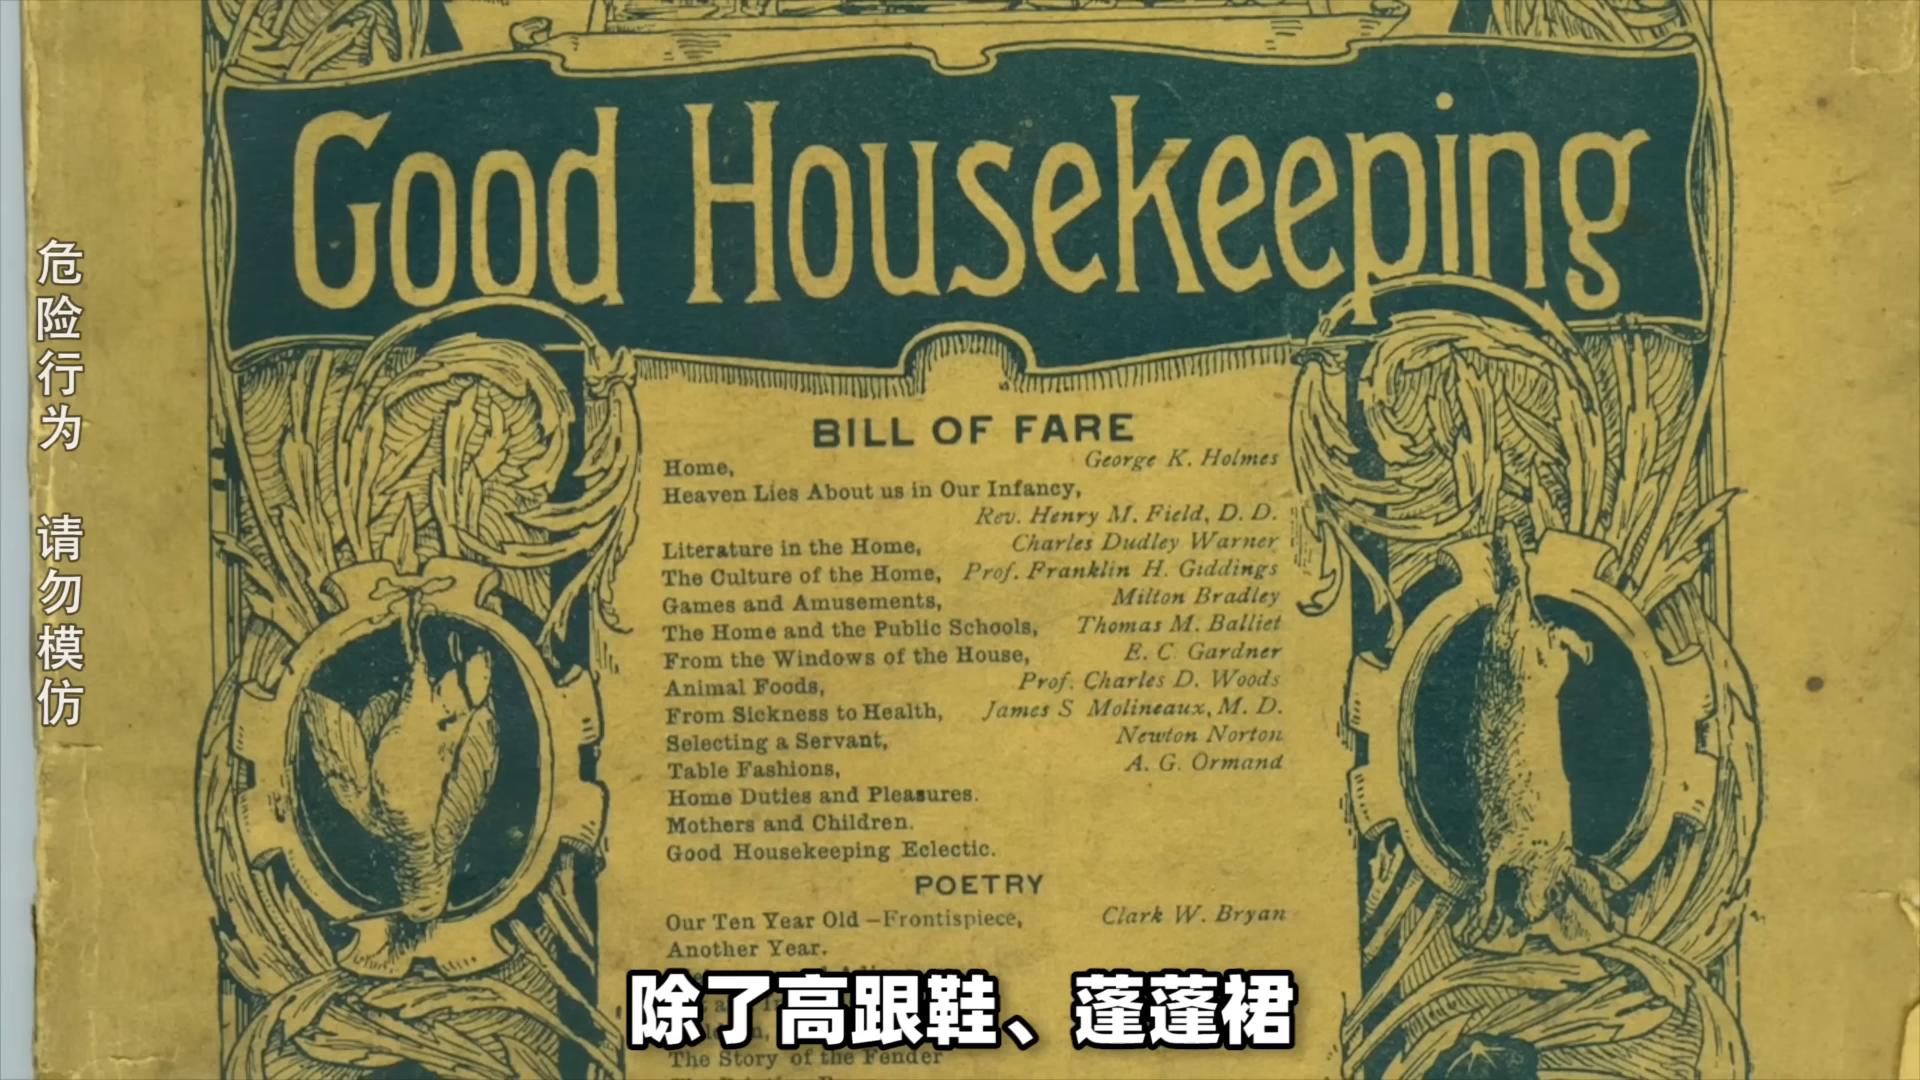 Good Housekeeping
BILL OF FARE
Home, George K. Holmes
Heaven Lies About us in Our Infancy,
Rev. Henry M. Field, D. D.
Literature in the Home, Charles Dudley Warner
The Culture of the Home, Prof. Franklin H. Giddings
Games and Amusements, Milton Bradley
The Home and the Public Schools, Thomas M. Balliet
From the Windows of the House, E. C. Gardner
Animal Foods, Prof. Charles D. Woods
From Sickness to Health, James S Molineaux, M. D.
Selecting a Servant, Newton Norton
Table Fashions, A. G. Ormand
Home Duties and Pleasures.
Mothers and Children.
Good Housekeeping Eclectic.
POETRY
Our Ten Year Old—Frontispiece, Clark W. Bryan
Another Year.
The Story of the Fender
危险行为 请勿模仿
除了高跟鞋、蓬蓬裙